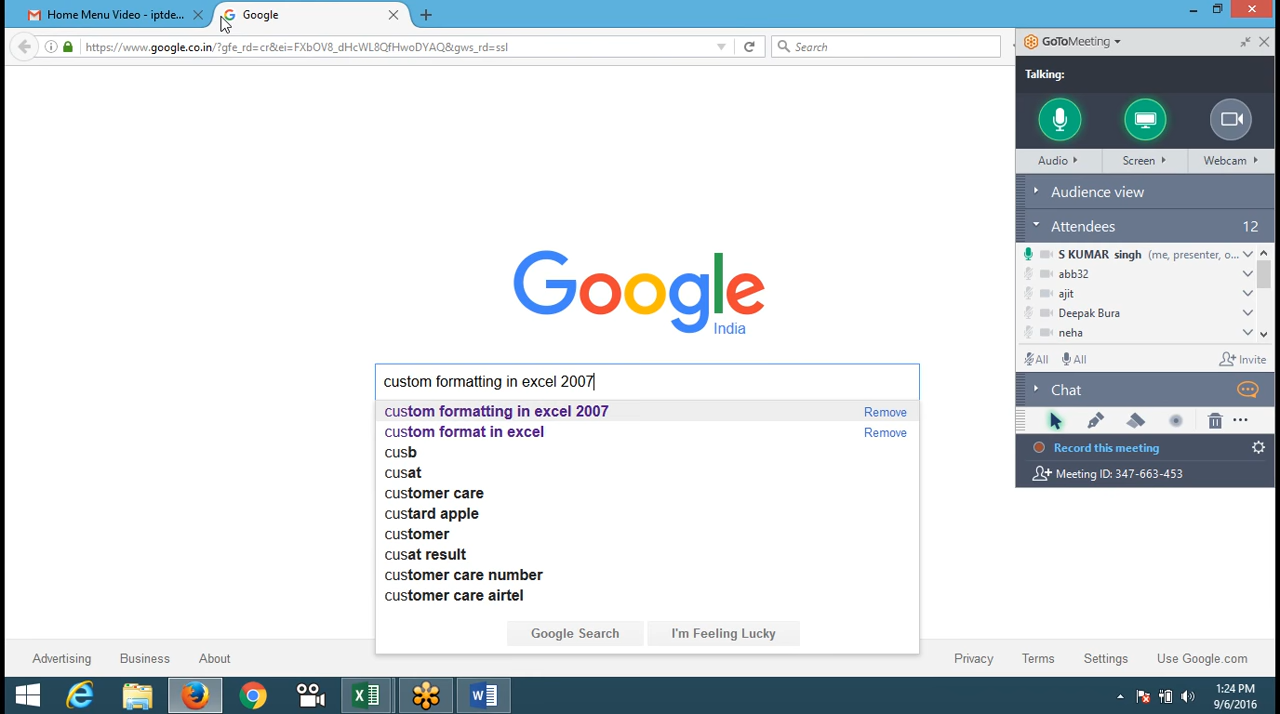 Home Menu Video - iptde...
Google
https://www.google.co.in/?gfe_rd=cr&ei=FXbOV8_dHcWL8QfHwoDYAQ&gws_rd=ssl
Search
GoToMeeting
Talking:
Audio
Screen
Webcam
Audience view
Attendees 12
S KUMAR singh (me, presenter, o...
abb32
ajit
Deepak Bura
neha
All All Invite
Chat
Record this meeting
Meeting ID: 347-663-453
Google
India
custom formatting in excel 2007
custom formatting in excel 2007 Remove
custom format in excel Remove
cusb
cusat
customer care
custard apple
customer
cusat result
customer care number
customer care airtel
Google Search I'm Feeling Lucky
Advertising Business About Privacy Terms Settings Use Google.com
1:24 PM
9/6/2016